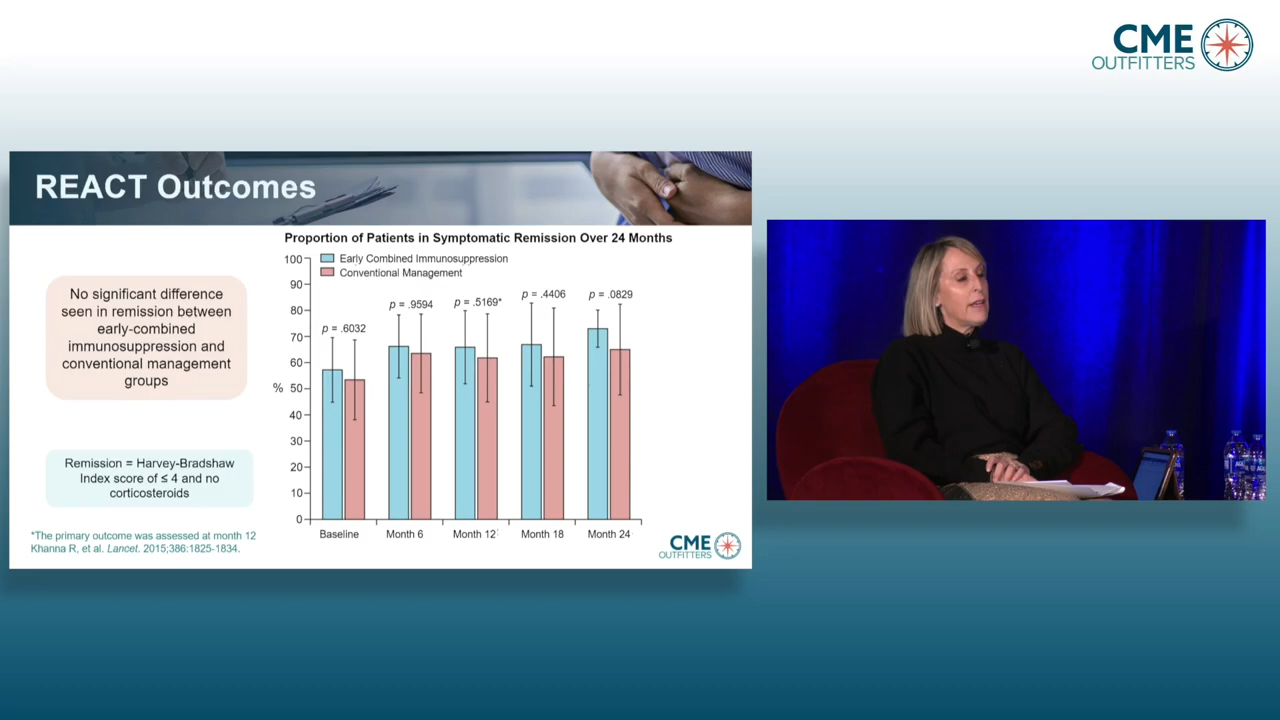 CME
OUTFITTERS
REACT Outcomes
No significant difference
seen in remission between
early-combined
immunosuppression and
conventional management
groups
Remission = Harvey-Bradshaw
Index score of ≤ 4 and no
corticosteroids
*The primary outcome was assessed at month 12
Khanna R, et al. Lancet. 2015;386:1825-1834.
Proportion of Patients in Symptomatic Remission Over 24 Months
Early Combined Immunosuppression
Conventional Management
100
90
80
70
60
% 50
40
30
20
10
0
p = .6032
p = .9594
p = .5169*
p = .4406
p = .0829
Baseline Month 6 Month 12 Month 18 Month 24
CME
OUTFITTERS